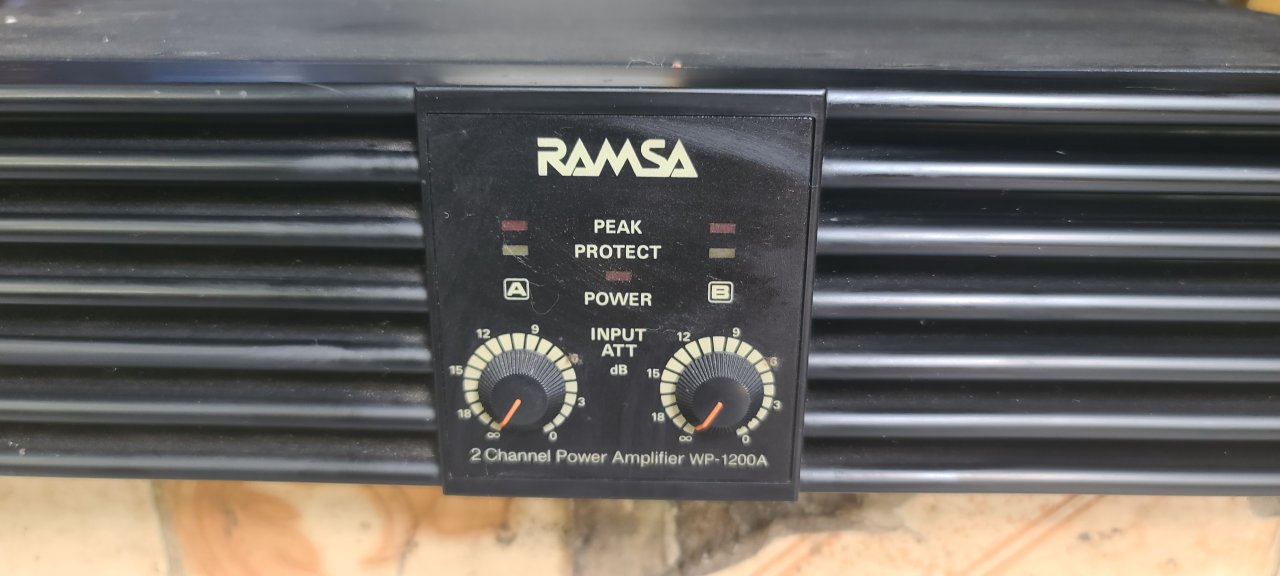 RAMSA
PEAK
PROTECT
A
POWER
B
INPUT
ATT
dB
12 9 6 3 0 15 18 ∞
12 9 6 3 0 15 18 ∞
2 Channel Power Amplifier WP-1200A